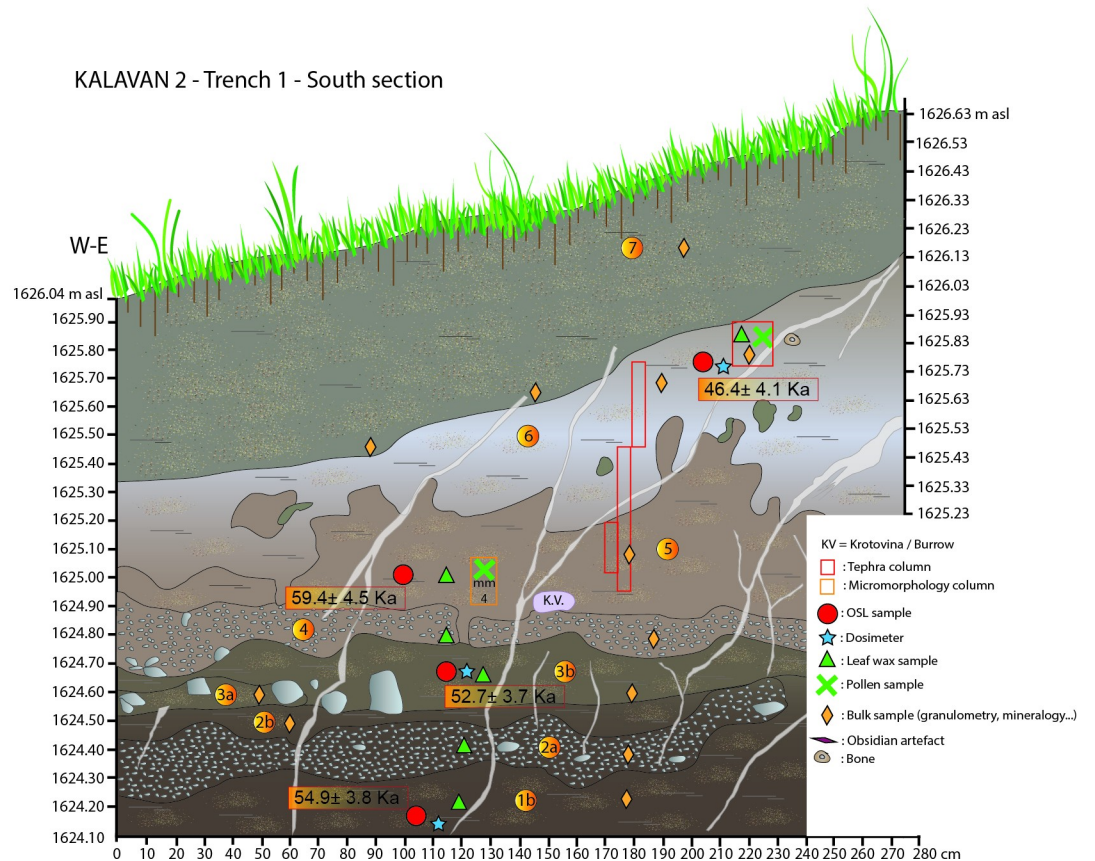 KALAVAN 2 - Trench 1 - South section
W-E
1626.04 m asl
1625.90
1625.80
1625.70
1625.60
1625.50
1625.40
1625.30
1625.20
1625.10
1625.00
1624.90
1624.80
1624.70
1624.60
1624.50
1624.40
1624.30
1624.20
1624.10
1626.63 m asl
1626.53
1626.43
1626.33
1626.23
1626.13
1626.03
1625.93
1625.83
1625.73
1625.63
1625.53
1625.43
1625.33
1625.23
7
46.4± 4.1 Ka
6
5
mm
4
59.4± 4.5 Ka
K.V.
4
3b
3a
52.7± 3.7 Ka
2b
2a
54.9± 3.8 Ka
1b
KV = Krotovina / Burrow
: Tephra column
: Micromorphology column
: OSL sample
: Dosimeter
: Leaf wax sample
: Pollen sample
: Bulk sample (granulometry, mineralogy...)
: Obsidian artefact
: Bone
0 10 20 30 40 50 60 70 80 90 100 110 120 130 140 150 160 170 180 190 200 210 220 230 240 250 260 270 280 cm